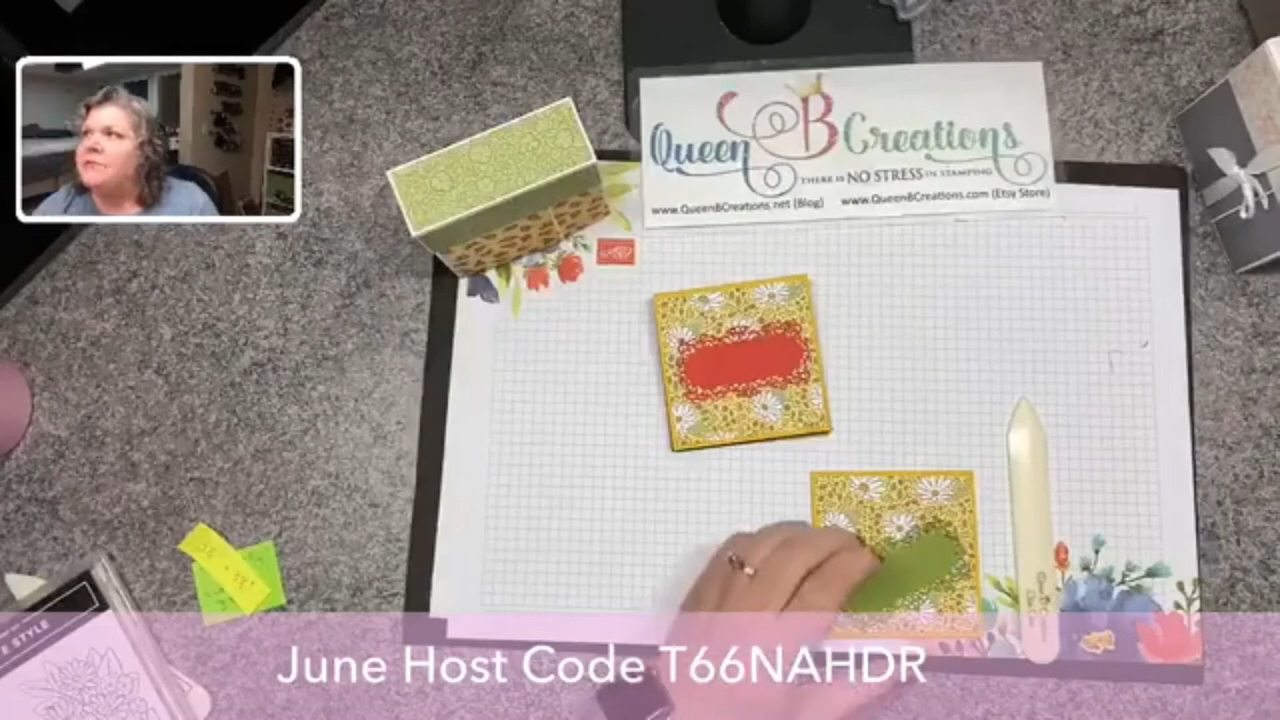 Queen B Creations
THERE IS NO STRESS IN STAMPING
www.QueenBCreations.net (Blog) www.QueenBCreations.com (Etsy Store)
STYLE
June Host Code T66NAHDR